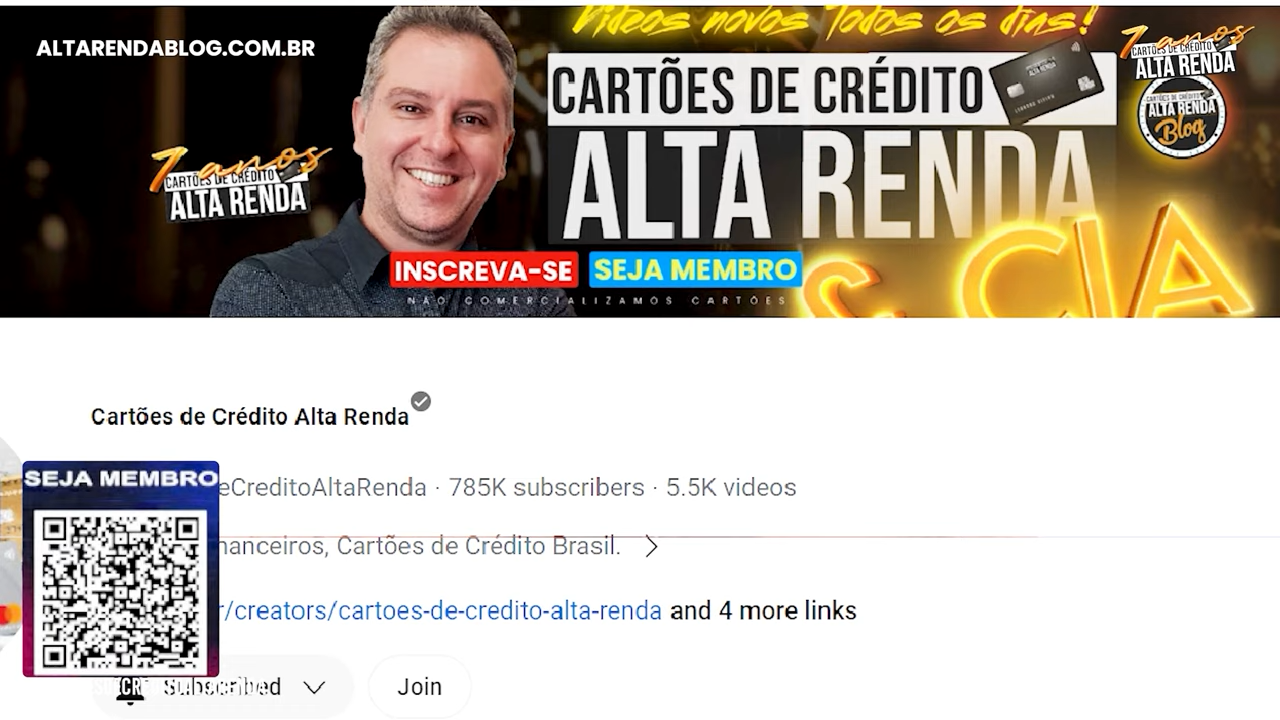 Vídeos novos Todos os dias!
ALTARENDABLOG.COM.BR
CARTÕES DE CRÉDITO
ALTA RENDA
7 anos
CARTÕES DE CRÉDITO
ALTA RENDA
7 anos
CARTÕES DE CRÉDITO
ALTA RENDA
CARTÕES DE CRÉDITO
ALTA RENDA
Blog
& CIA
INSCREVA-SE
SEJA MEMBRO
NÃO COMERCIALIZAMOS CARTÕES
Cartões de Crédito Alta Renda
eCreditoAltaRenda · 785K subscribers · 5.5K videos
nanceiros, Cartões de Crédito Brasil.
r/creators/cartoes-de-credito-alta-renda and 4 more links
SEJA MEMBRO
Subscribed
Join